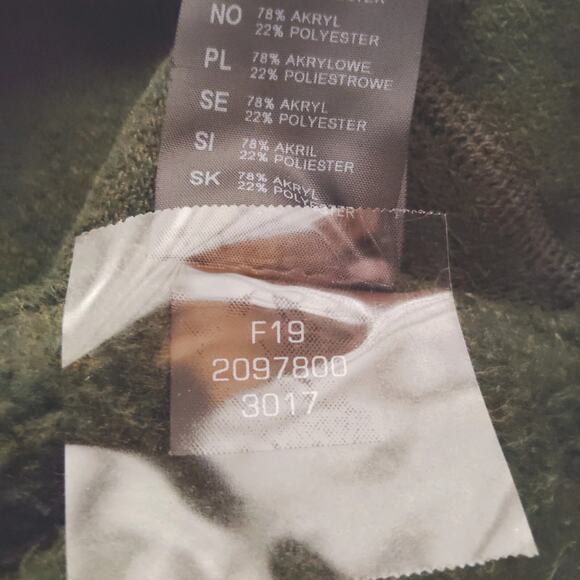 NO 78% AKRYL
22% POLYESTER
PL 78% AKRYLOWE
22% POLIESTROWE
SE 78% AKRYL
22% POLYESTER
SI 78% AKRIL
22% POLIESTER
SK 78% AKRYL
22% POLYESTER
F19
2097800
3017